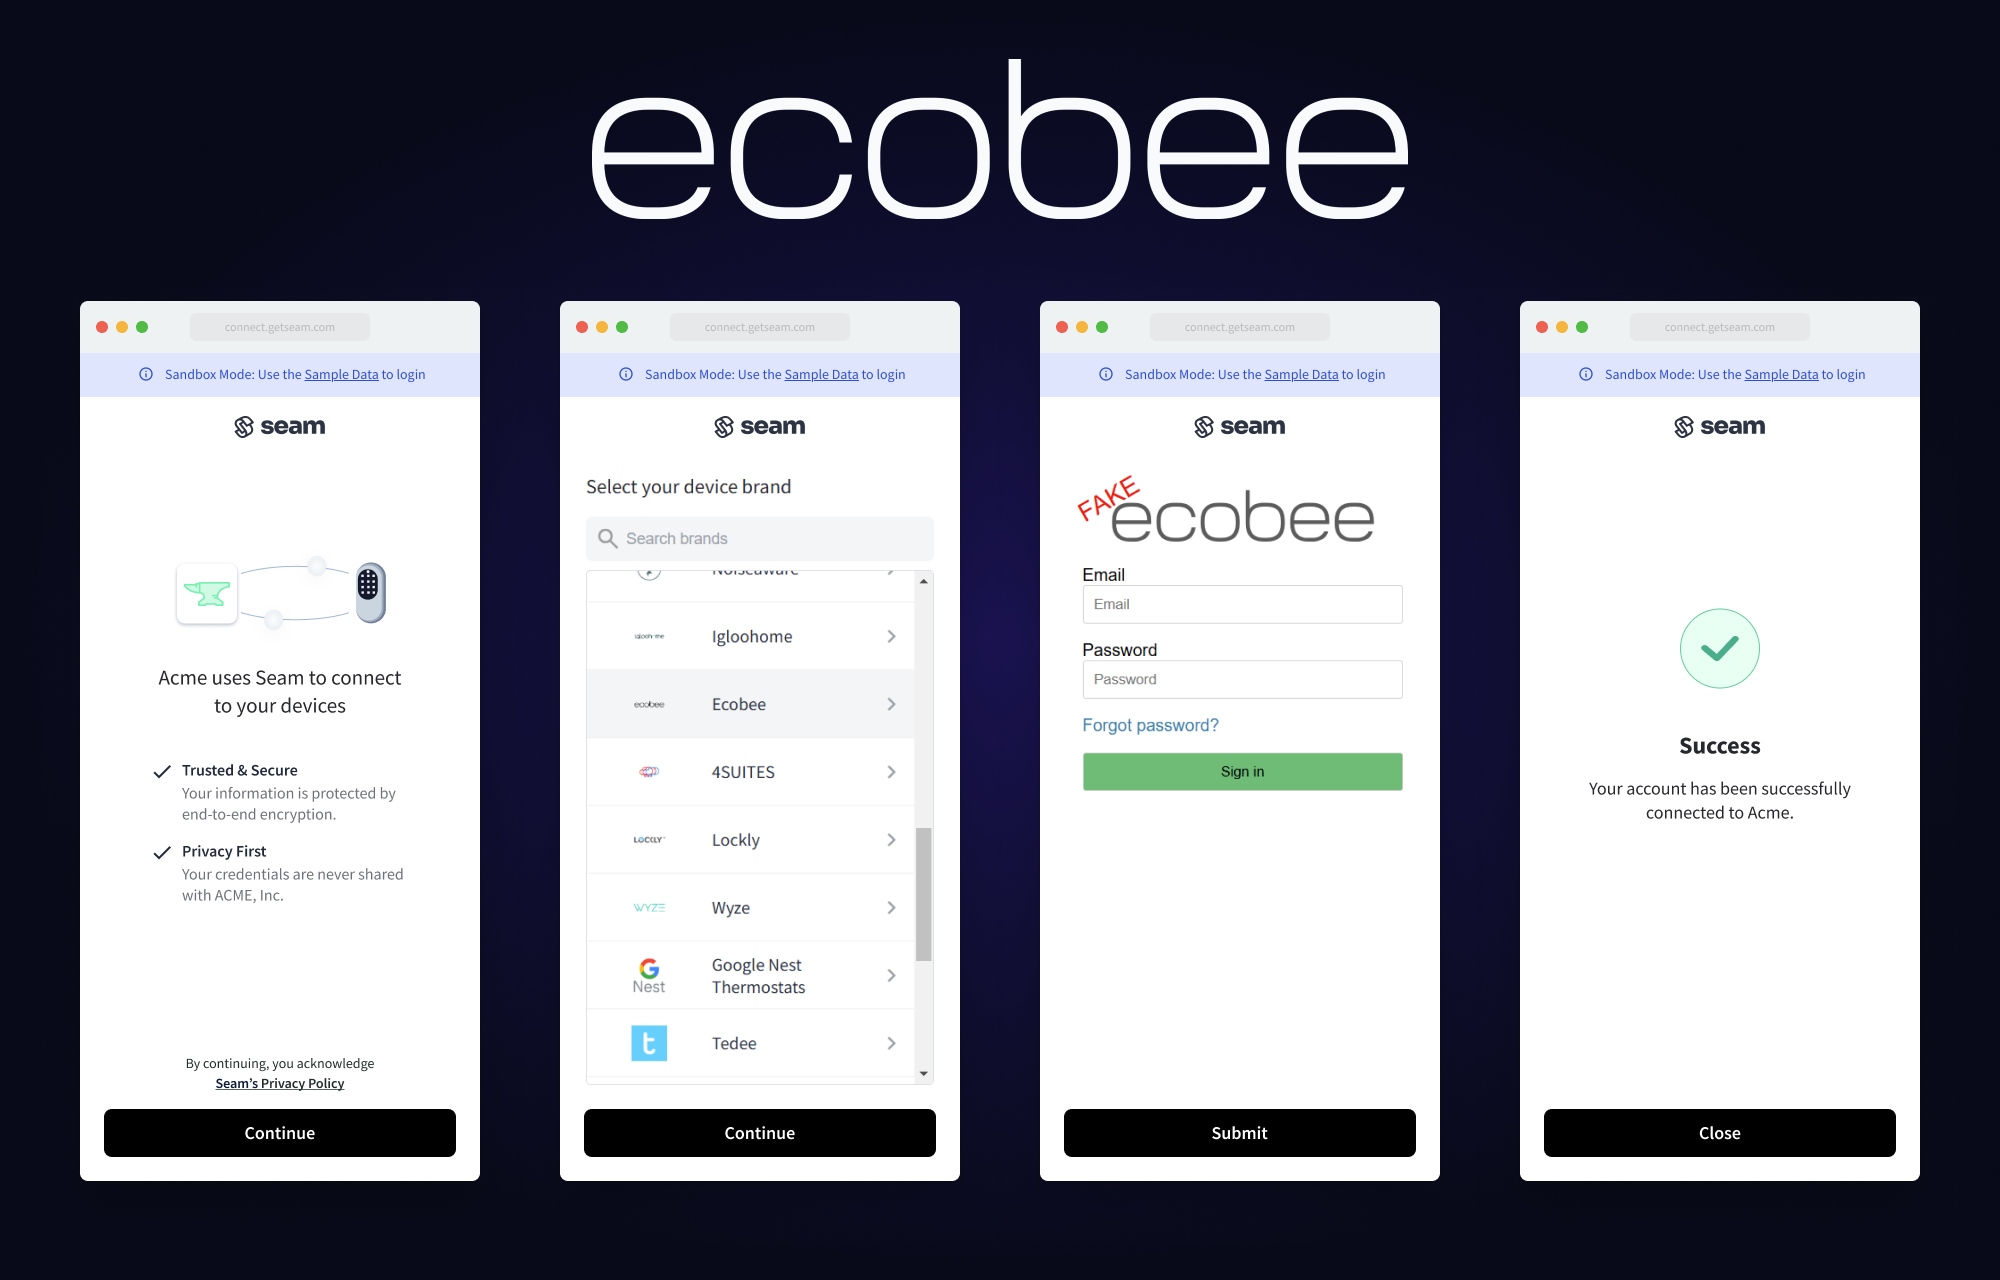 ecobee
connect.getseam.com
Sandbox Mode: Use the Sample Data to login
seam
Acme uses Seam to connect
to your devices
Trusted & Secure
Your information is protected by
end-to-end encryption.
Privacy First
Your credentials are never shared
with ACME, Inc.
By continuing, you acknowledge
Seam's Privacy Policy
Continue
connect.getseam.com
Sandbox Mode: Use the Sample Data to login
seam
Select your device brand
Search brands
Noiseaware
igloohome
Igloohome
ecobee
Ecobee
4SUITES
LOCKLY
Lockly
WYZE
Wyze
G
Nest
Google Nest
Thermostats
t
Tedee
Continue
connect.getseam.com
Sandbox Mode: Use the Sample Data to login
seam
FAKE
ecobee
Email
Email
Password
Password
Forgot password?
Sign in
Submit
connect.getseam.com
Sandbox Mode: Use the Sample Data to login
seam
Success
Your account has been successfully
connected to Acme.
Close